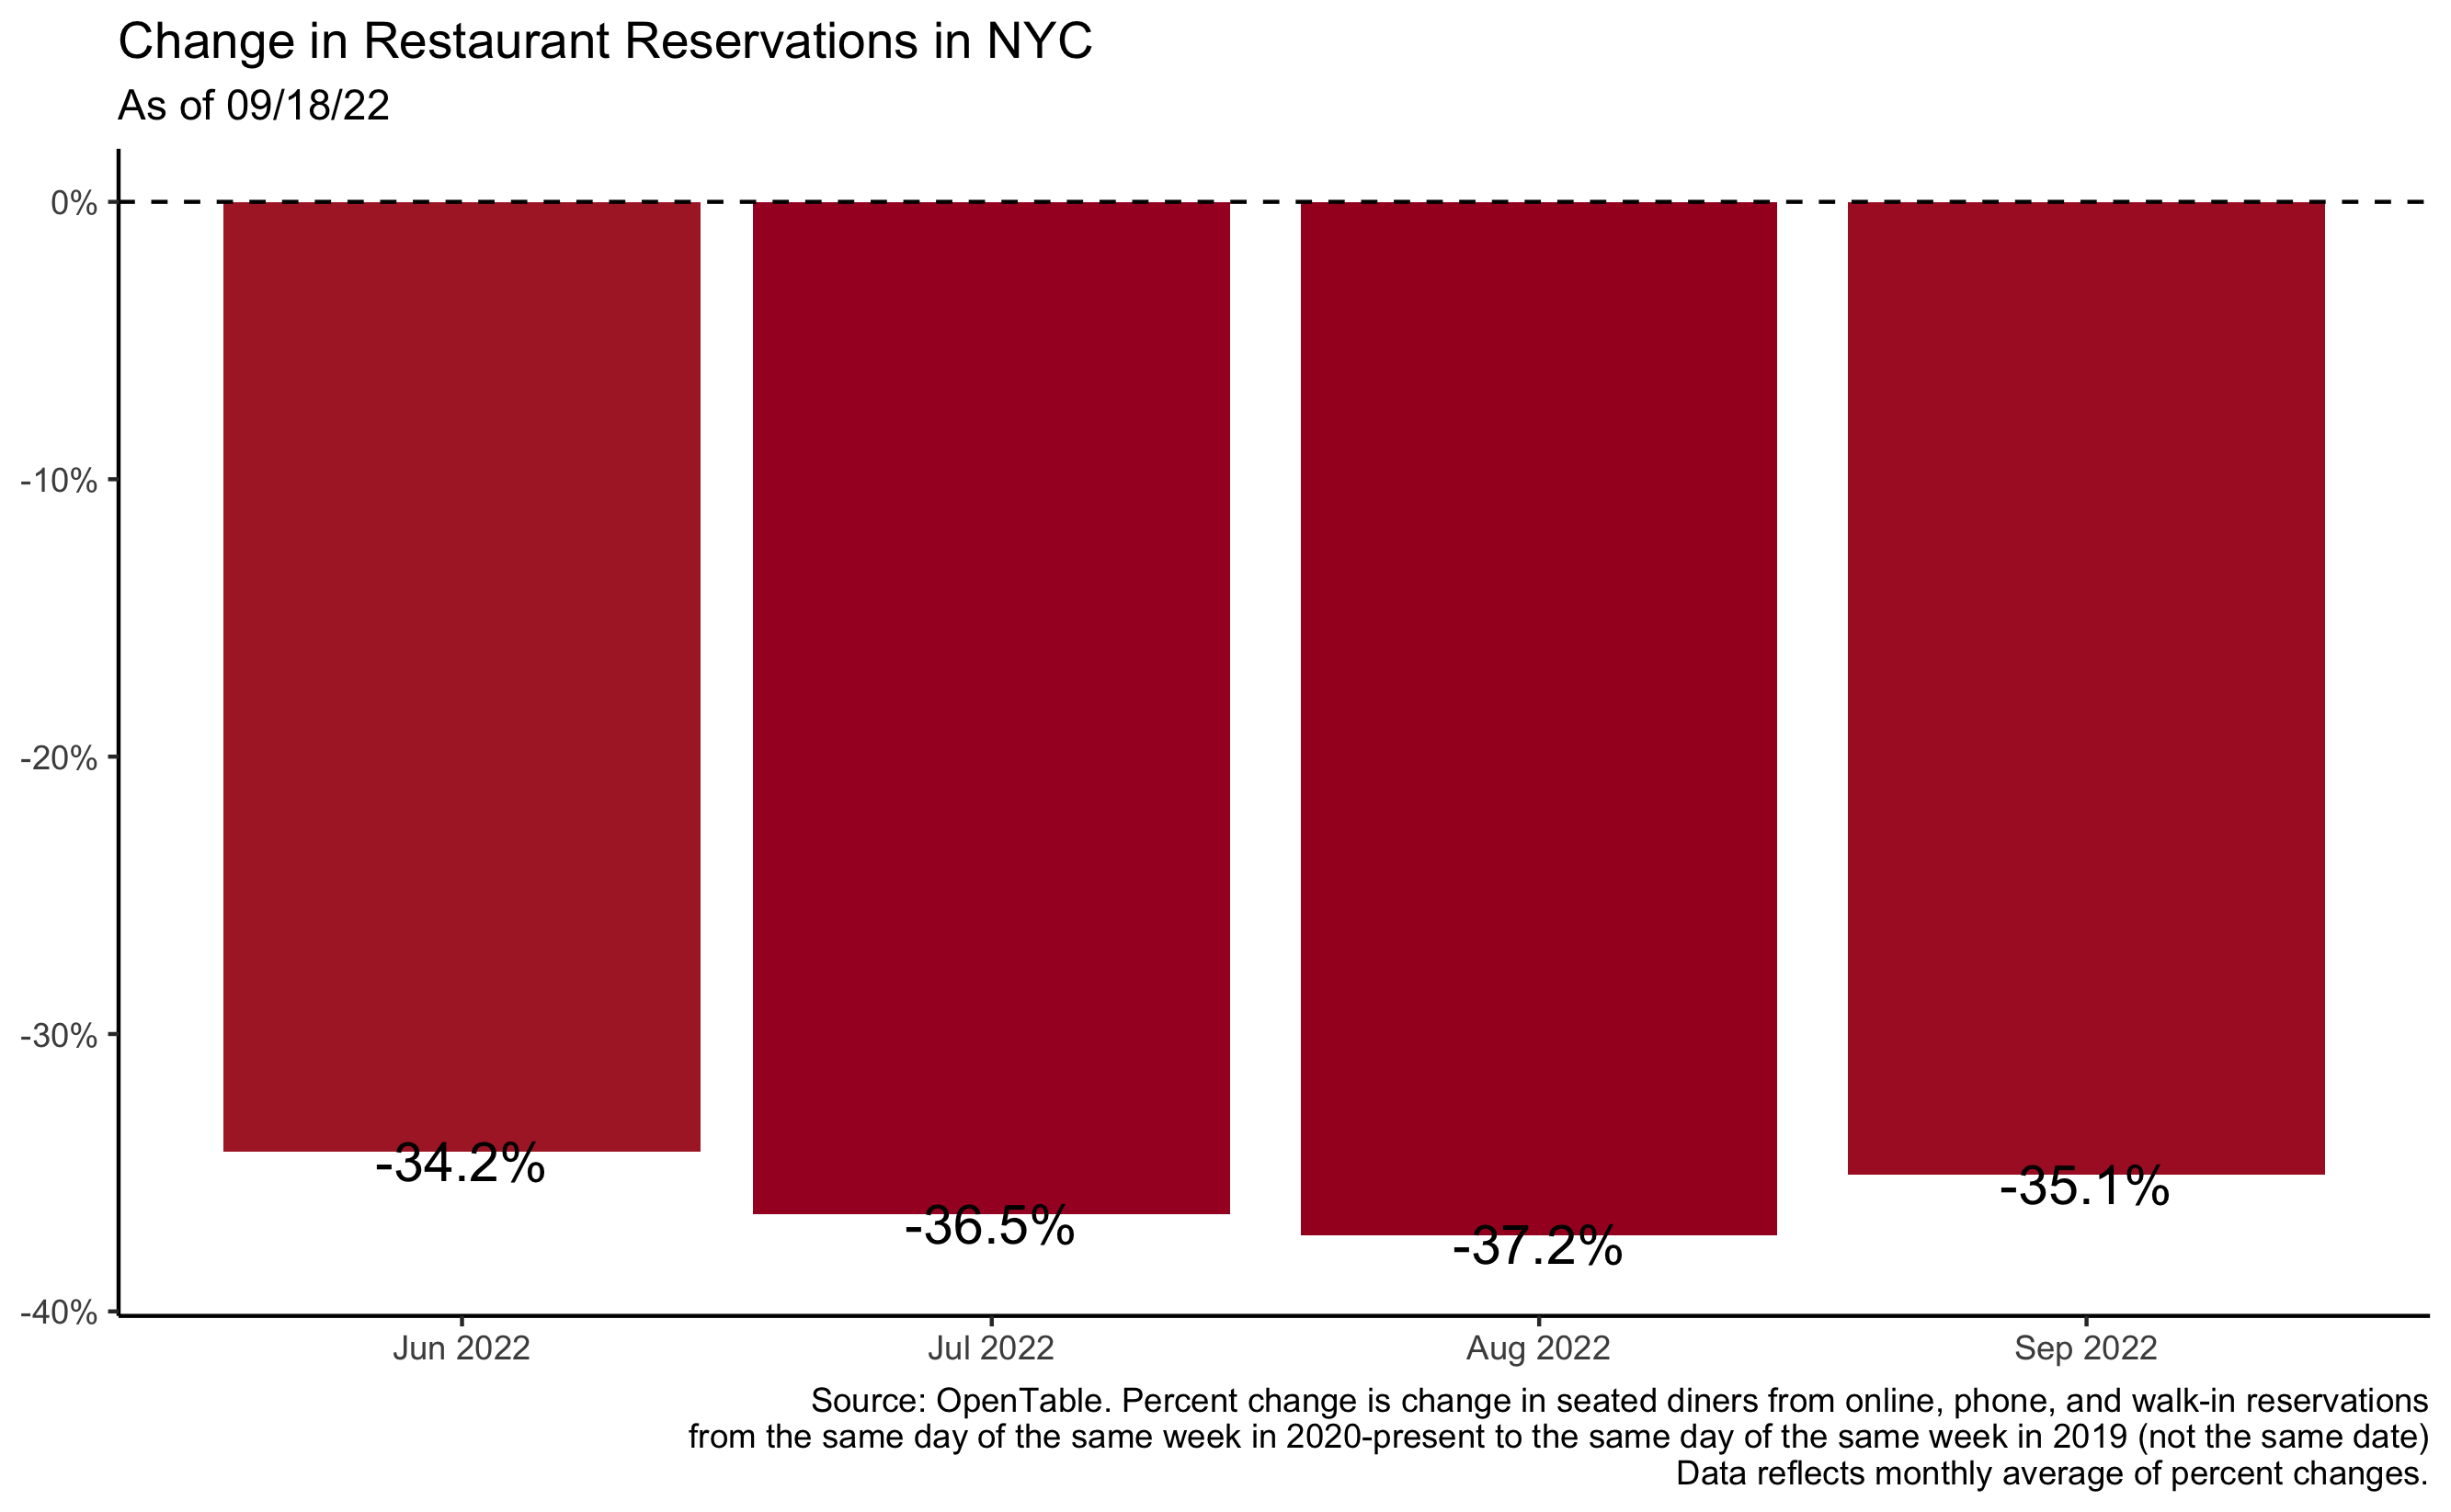 Change in Restaurant Reservations in NYC
As of 09/18/22
0%
-10%
-20%
-30%
-40%
-34.2%
-36.5%
-37.2%
-35.1%
Jun 2022
Jul 2022
Aug 2022
Sep 2022
Source: OpenTable. Percent change is change in seated diners from online, phone, and walk-in reservations
from the same day of the same week in 2020-present to the same day of the same week in 2019 (not the same date)
Data reflects monthly average of percent changes.